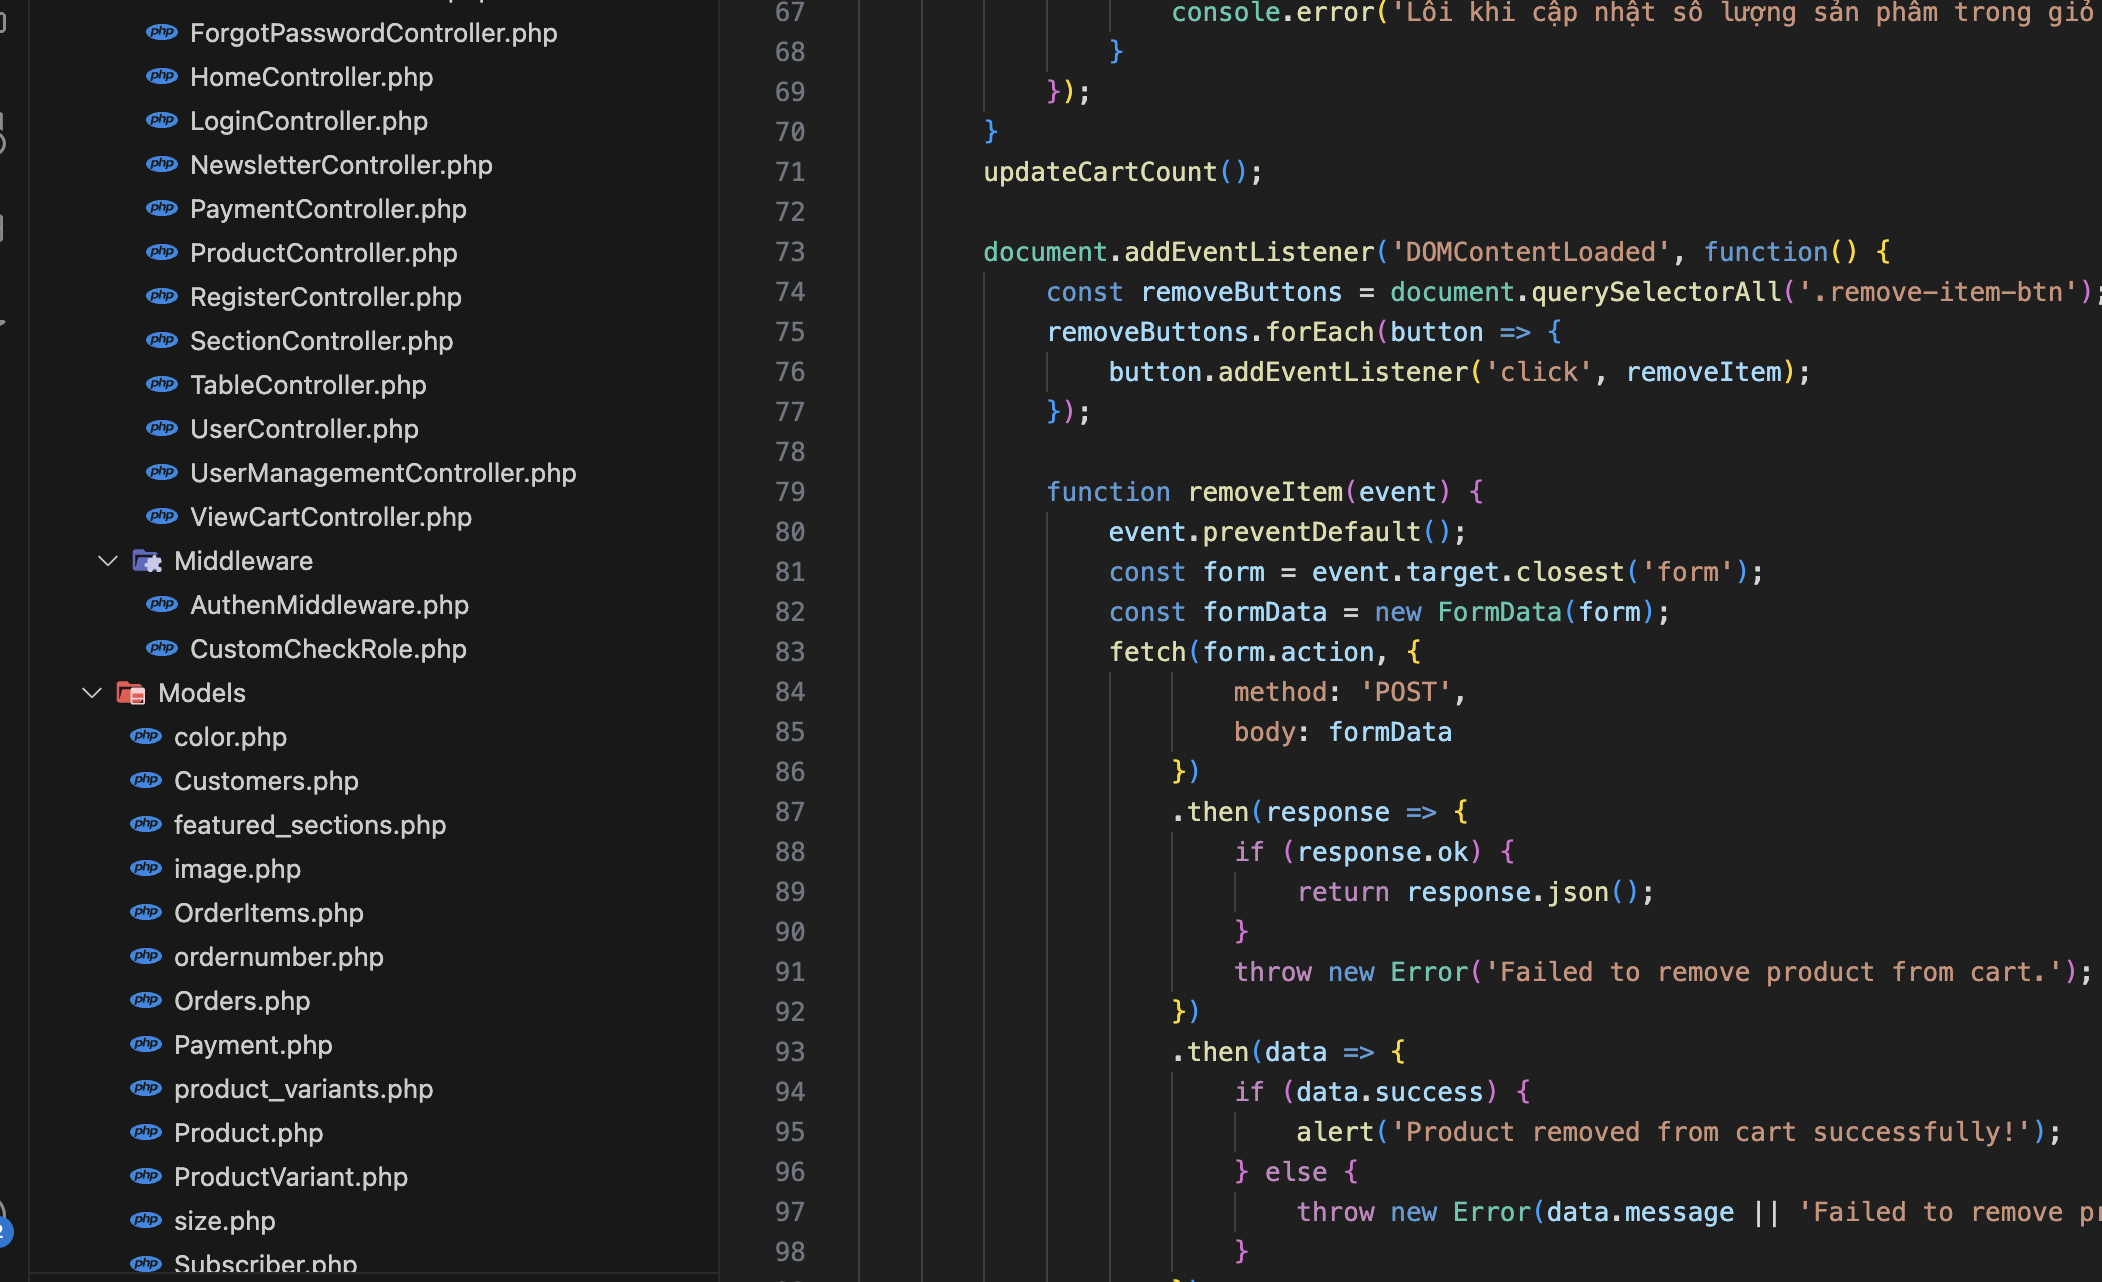 ForgotPasswordController.php
HomeController.php
LoginController.php
NewsletterController.php
PaymentController.php
ProductController.php
RegisterController.php
SectionController.php
TableController.php
UserController.php
UserManagementController.php
ViewCartController.php
Middleware
AuthenMiddleware.php
CustomCheckRole.php
Models
color.php
Customers.php
featured_sections.php
image.php
OrderItems.php
ordernumber.php
Orders.php
Payment.php
product_variants.php
Product.php
ProductVariant.php
size.php
Subscriber.php
67 console.error('Lỗi khi cập nhật số lượng sản phẩm trong giỏ
68 }
69 });
70 }
71 updateCartCount();
72
73 document.addEventListener('DOMContentLoaded', function() {
74 const removeButtons = document.querySelectorAll('.remove-item-btn');
75 removeButtons.forEach(button => {
76 button.addEventListener('click', removeItem);
77 });
78
79 function removeItem(event) {
80 event.preventDefault();
81 const form = event.target.closest('form');
82 const formData = new FormData(form);
83 fetch(form.action, {
84 method: 'POST',
85 body: formData
86 })
87 .then(response => {
88 if (response.ok) {
89 return response.json();
90 }
91 throw new Error('Failed to remove product from cart.');
92 })
93 .then(data => {
94 if (data.success) {
95 alert('Product removed from cart successfully!');
96 } else {
97 throw new Error(data.message || 'Failed to remove
98 }